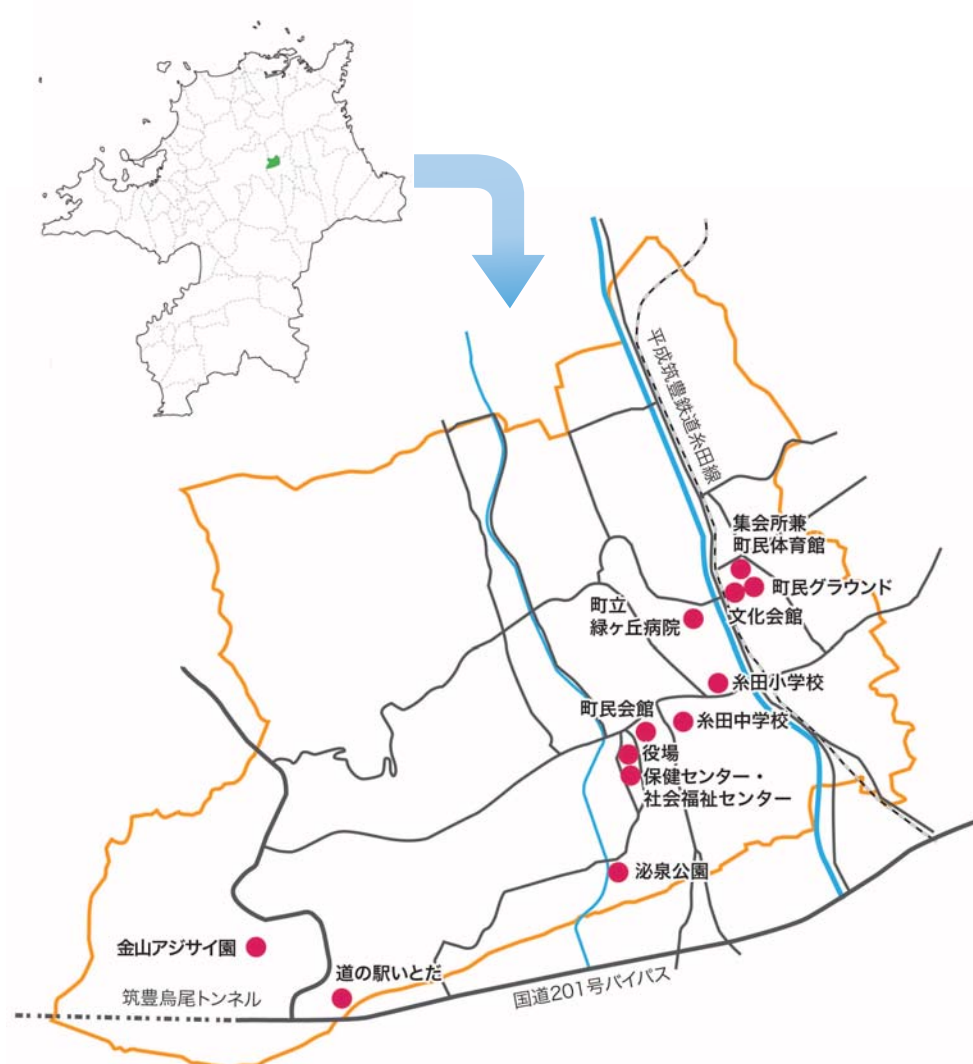 平成筑豊鉄道糸田線
集会所兼
町民体育館
町民グラウンド
文化会館
町立
緑ヶ丘病院
糸田小学校
町民会館
糸田中学校
役場
保健センター・
社会福祉センター
泌泉公園
金山アジサイ園
道の駅いとだ
筑豊烏尾トンネル
国道201号バイパス